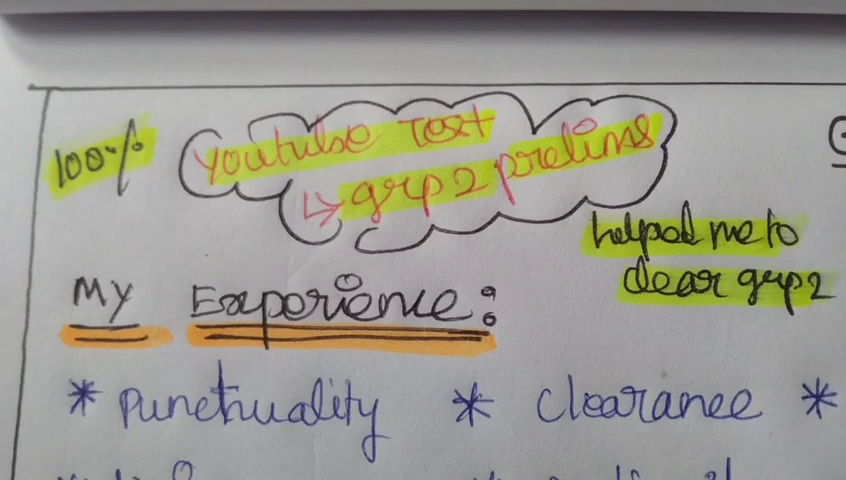 100%
Youtube Test
↳ grp 2 prelims
helped me to
clear grp 2
My Experience:
* Punctuality * Clearance *